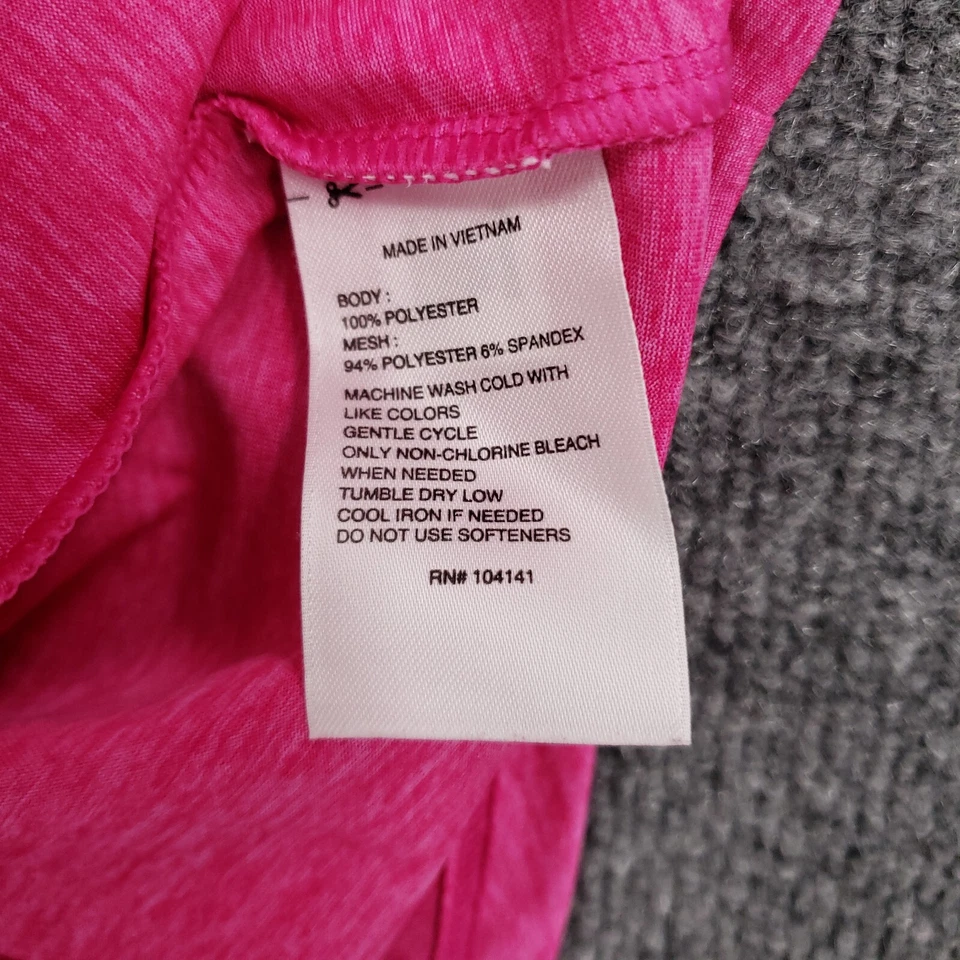 MADE IN VIETNAM
BODY :
100% POLYESTER
MESH :
94% POLYESTER 6% SPANDEX
MACHINE WASH COLD WITH
LIKE COLORS
GENTLE CYCLE
ONLY NON-CHLORINE BLEACH
WHEN NEEDED
TUMBLE DRY LOW
COOL IRON IF NEEDED
DO NOT USE SOFTENERS
RN# 104141